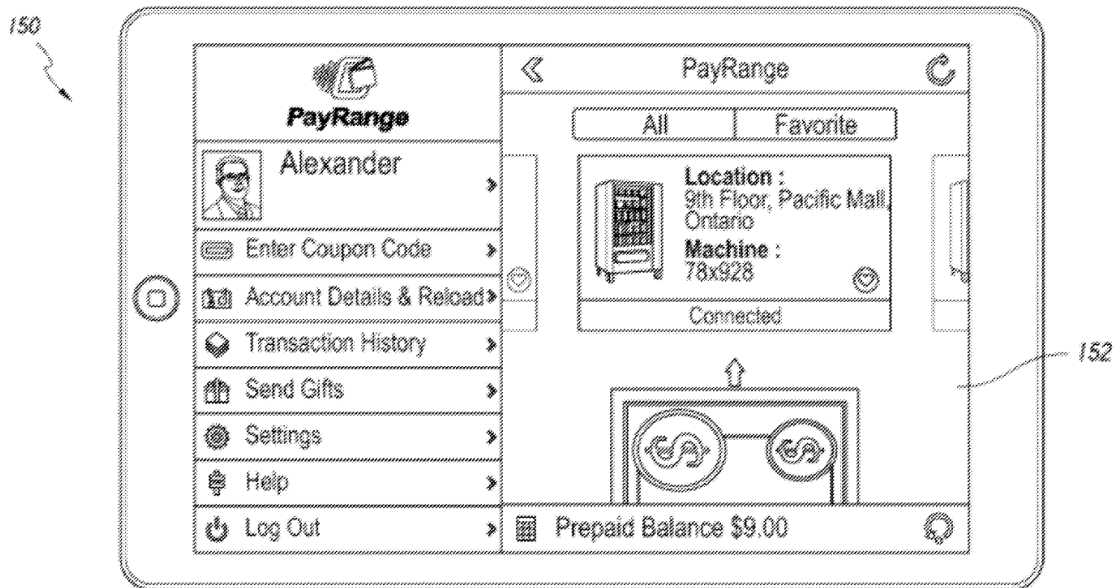 150
PayRange
Alexander
Enter Coupon Code
Account Details & Reload
Transaction History
Send Gifts
Settings
Help
Log Out
PayRange
All
Favorite
Location :
9th Floor, Pacific Mall,
Ontario
Machine :
78x928
Connected
152
Prepaid Balance $9.00